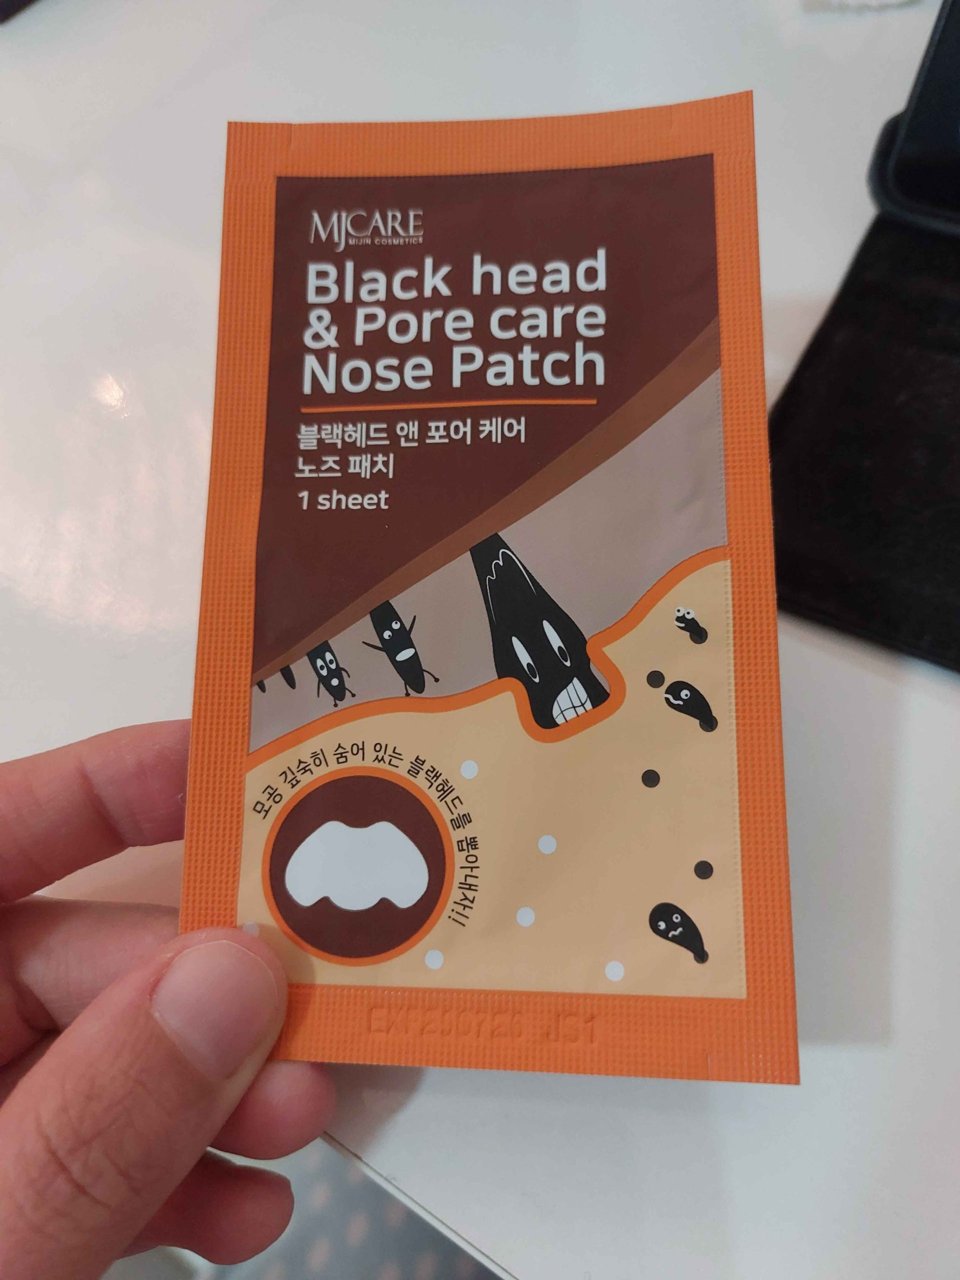 MJCARE
MIJIN COSMETICS
Black head
& Pore care
Nose Patch
블랙헤드 앤 포어 케어
노즈 패치
1 sheet
모공 깊숙히 숨어 있는 블랙헤드를 뽑아내자!!